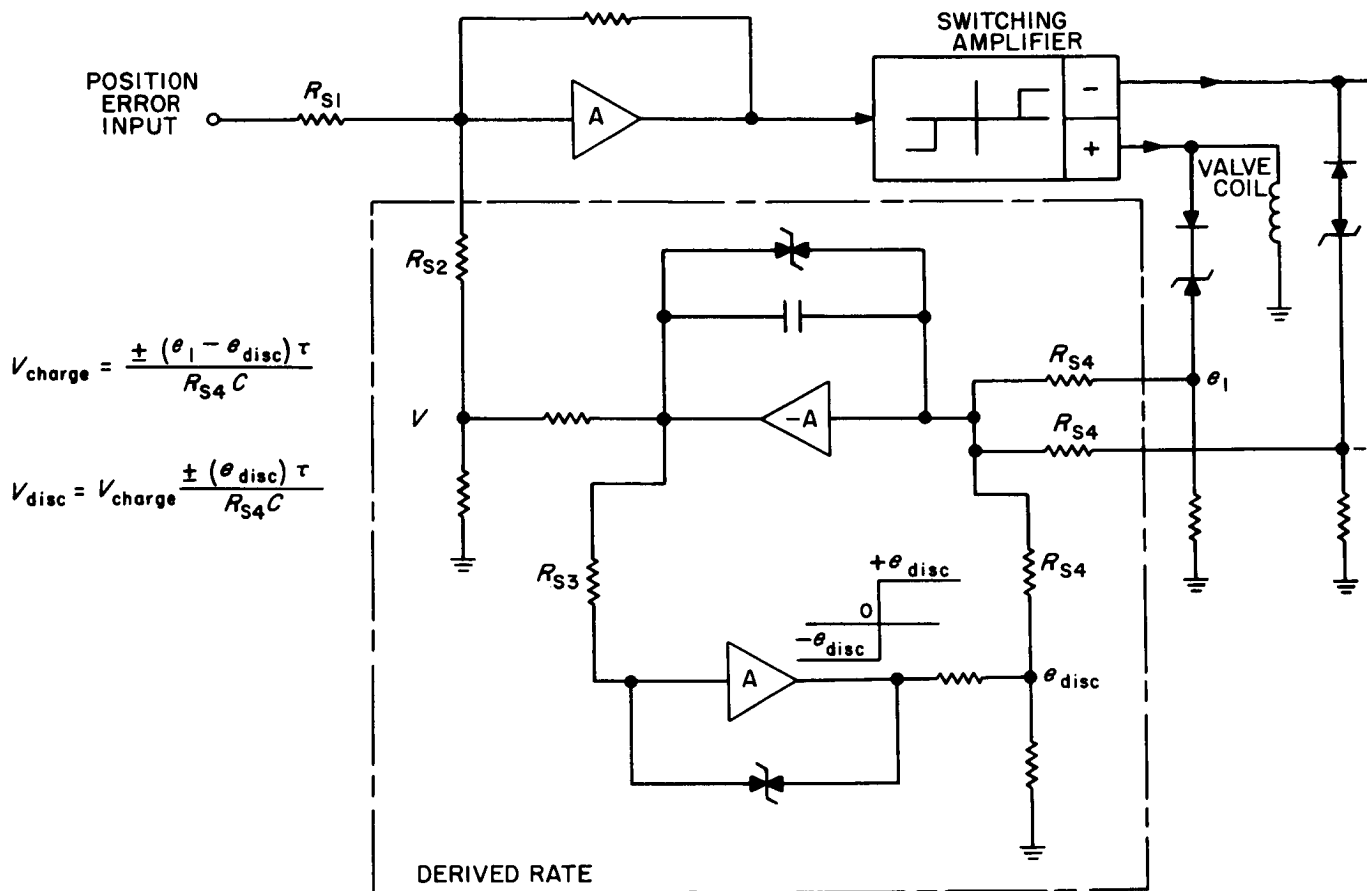 SWITCHING
AMPLIFIER
POSITION
ERROR
INPUT
R_S1
A
-
+
VALVE
COIL
R_S2
V_charge = ± (e_1 − e_disc) τ / R_S4 C
V
−A
R_S4
e_1
R_S4
V_disc = V_charge ± (e_disc) τ / R_S4 C
R_S3
+e_disc
0
−e_disc
R_S4
A
e_disc
DERIVED RATE